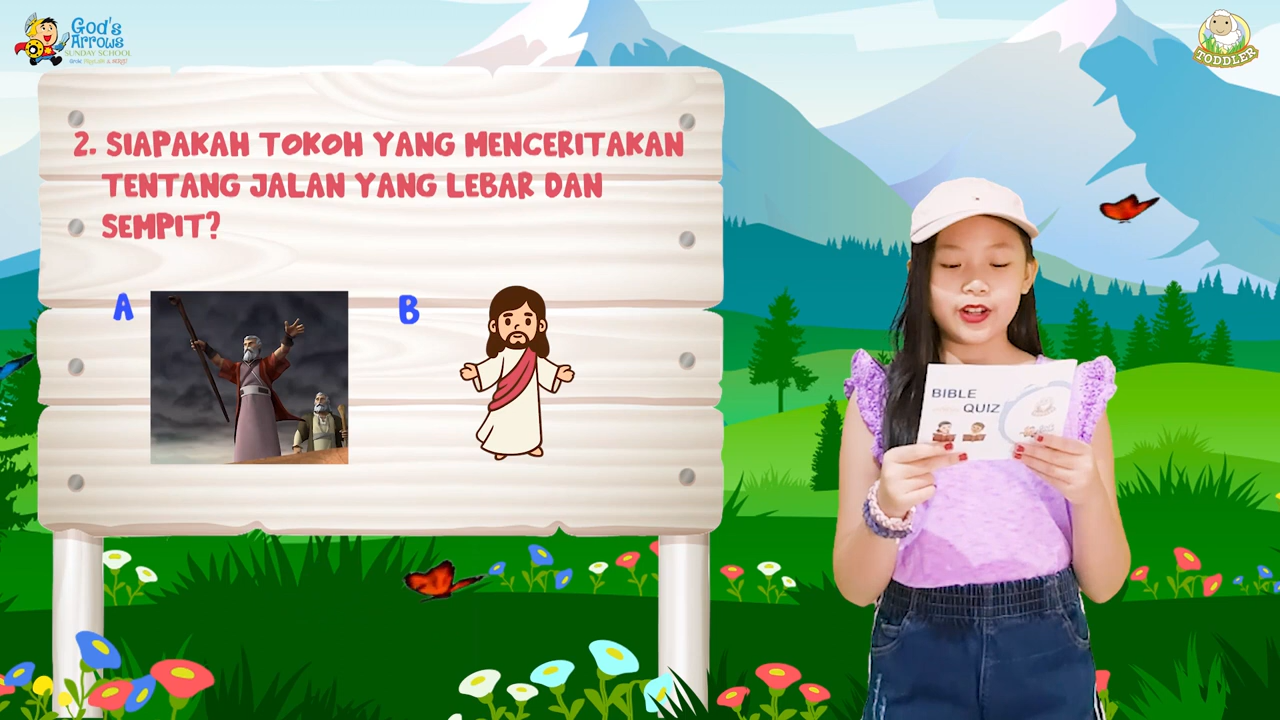 God's
Arrows
SUNDAY SCHOOL
TODDLER
2. SIAPAKAH TOKOH YANG MENCERITAKAN
TENTANG JALAN YANG LEBAR DAN
SEMPIT?
A
B
BIBLE
QUIZ